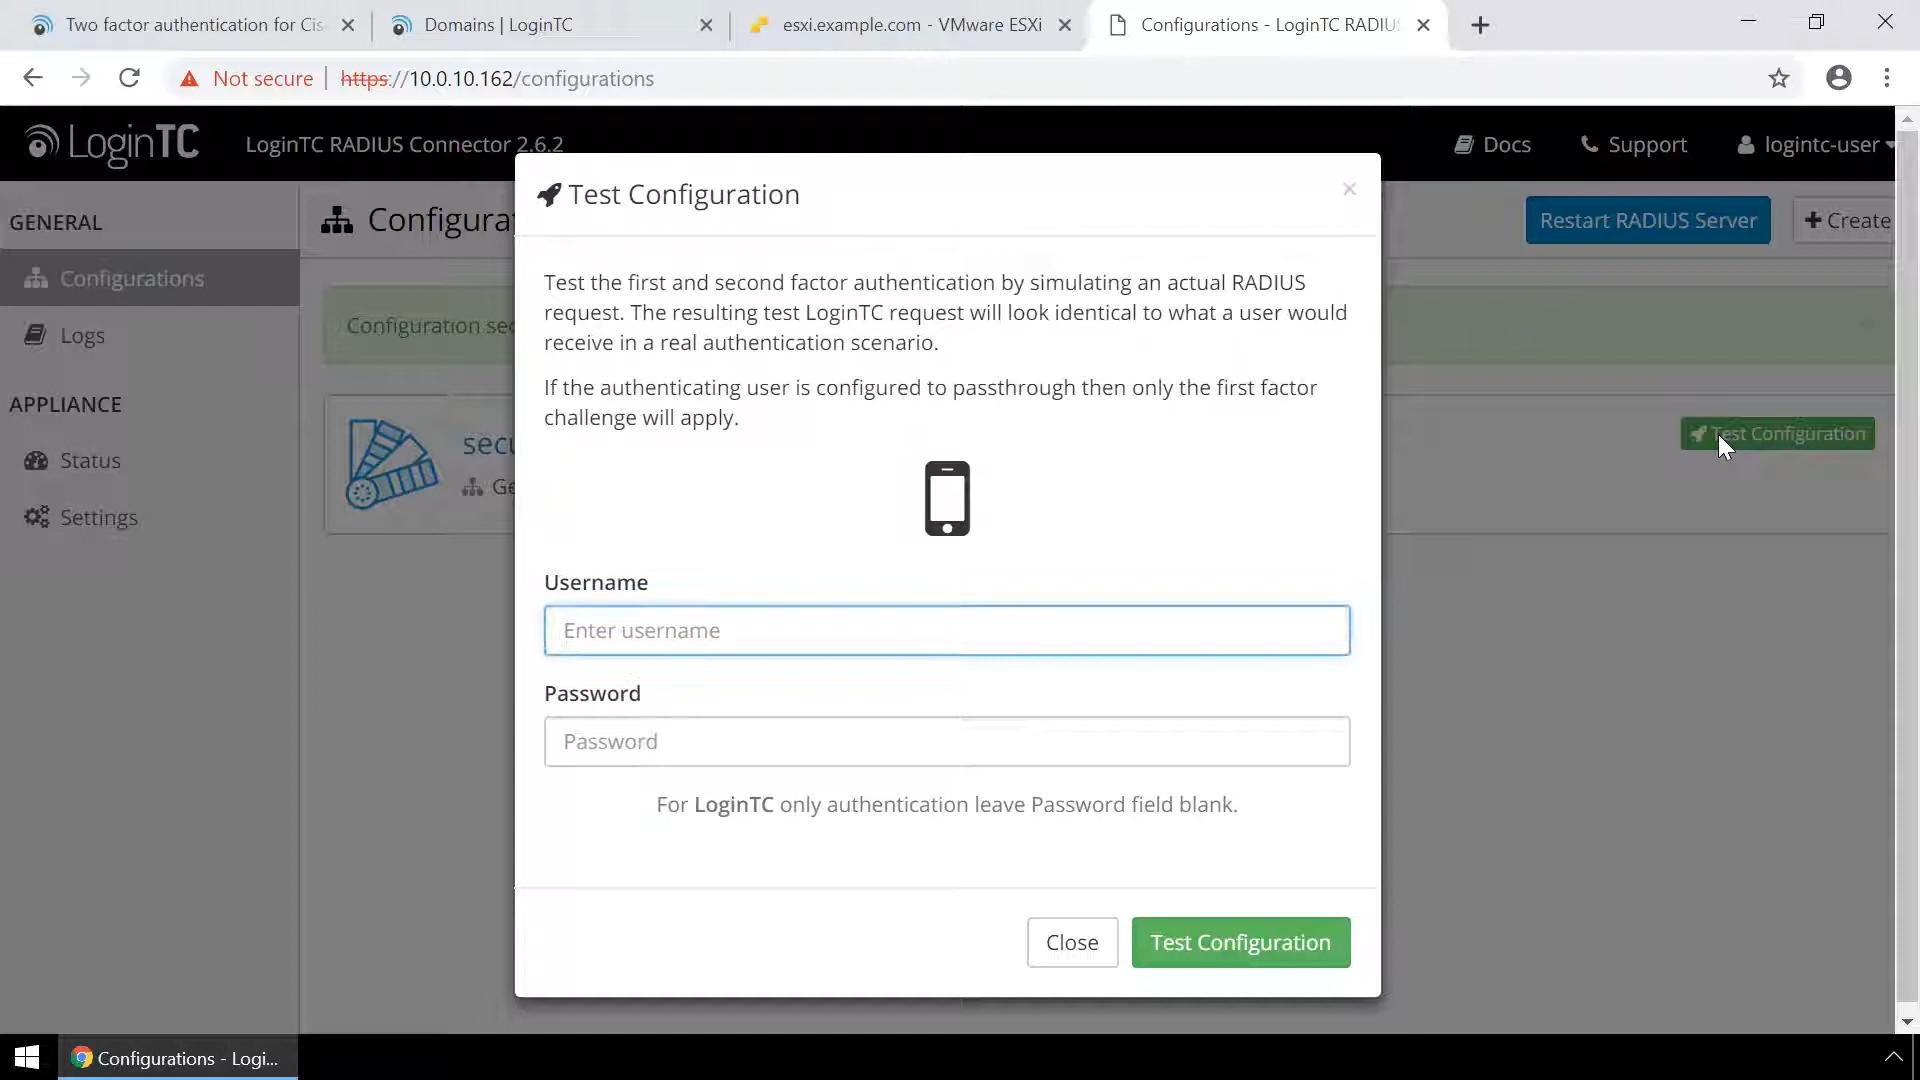 Two factor authentication for Cis
Domains | LoginTC
esxi.example.com - VMware ESXi
Configurations - LoginTC RADIUS
Not secure
https://10.0.10.162/configurations
LoginTC
LoginTC RADIUS Connector 2.6.2
Docs
Support
logintc-user
GENERAL
Configurations
Logs
APPLIANCE
Status
Settings
Configura
Restart RADIUS Server
Create
Configuration sec
secu
Ge
Test Configuration
Test Configuration
×
Test the first and second factor authentication by simulating an actual RADIUS
request. The resulting test LoginTC request will look identical to what a user would
receive in a real authentication scenario.
If the authenticating user is configured to passthrough then only the first factor
challenge will apply.
Username
Enter username
Password
Password
For LoginTC only authentication leave Password field blank.
Close
Test Configuration
Configurations - Logi...